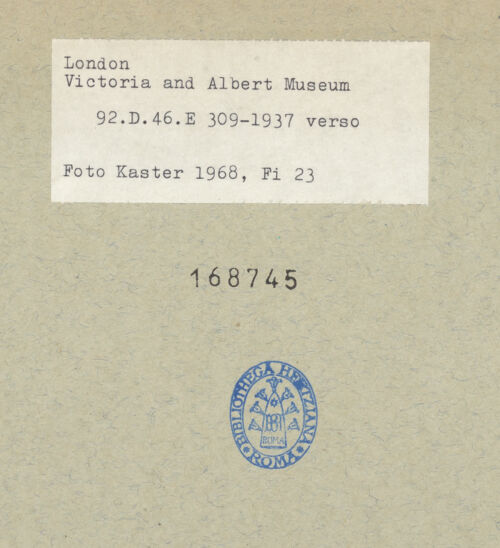 London
Victoria and Albert Museum
92.D.46.E 309-1937 verso
Foto Kaster 1968, Fi 23
168745
BIBLIOTHECA HERTZIANA
ROMA
ROMA